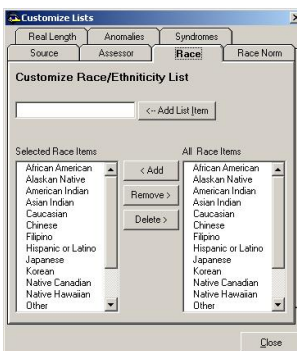 Customize Lists
Real Length Anomalies Syndromes
Source Assessor Race Race Norm
Customize Race/Ethnicity List
<-- Add List Item
Selected Race Items
All Race Items
African American
Alaskan Native
American Indian
Asian Indian
Caucasian
Chinese
Filipino
Hispanic or Latino
Japanese
Korean
Native Canadian
Native Hawaiian
Other
< Add
Remove >
Delete >
African American
Alaskan Native
American Indian
Asian Indian
Caucasian
Chinese
Filipino
Hispanic or Latino
Japanese
Korean
Native Canadian
Native Hawaiian
Other
Close